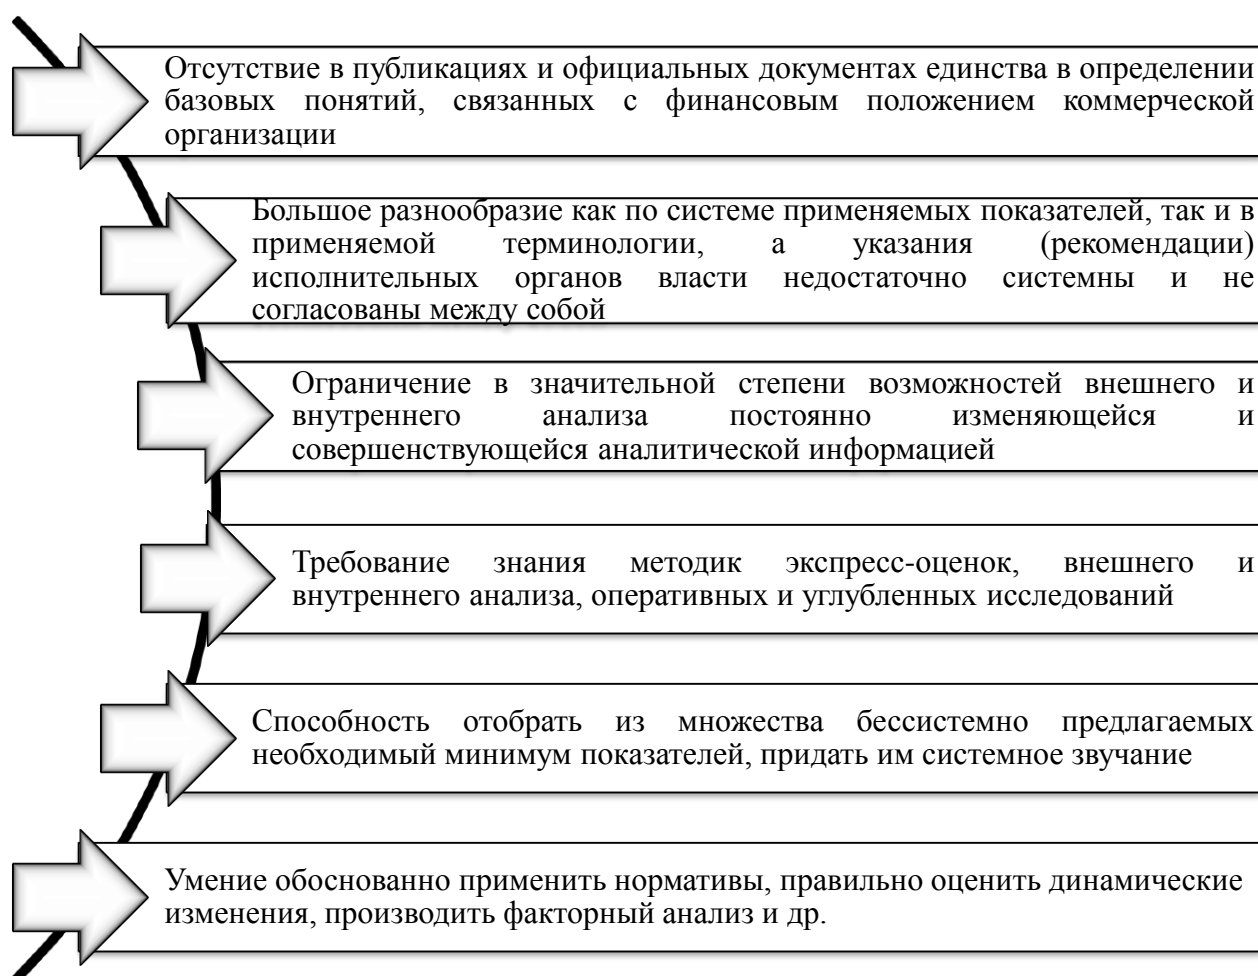 Отсутствие в публикациях и официальных документах единства в определении
базовых понятий, связанных с финансовым положением коммерческой
организации
Большое разнообразие как по системе применяемых показателей, так и в
применяемой терминологии, а указания (рекомендации)
исполнительных органов власти недостаточно системны и не
согласованы между собой
Ограничение в значительной степени возможностей внешнего и
внутреннего анализа постоянно изменяющейся и
совершенствующейся аналитической информацией
Требование знания методик экспресс-оценок, внешнего и
внутреннего анализа, оперативных и углубленных исследований
Способность отобрать из множества бессистемно предлагаемых
необходимый минимум показателей, придать им системное звучание
Умение обоснованно применить нормативы, правильно оценить динамические
изменения, производить факторный анализ и др.